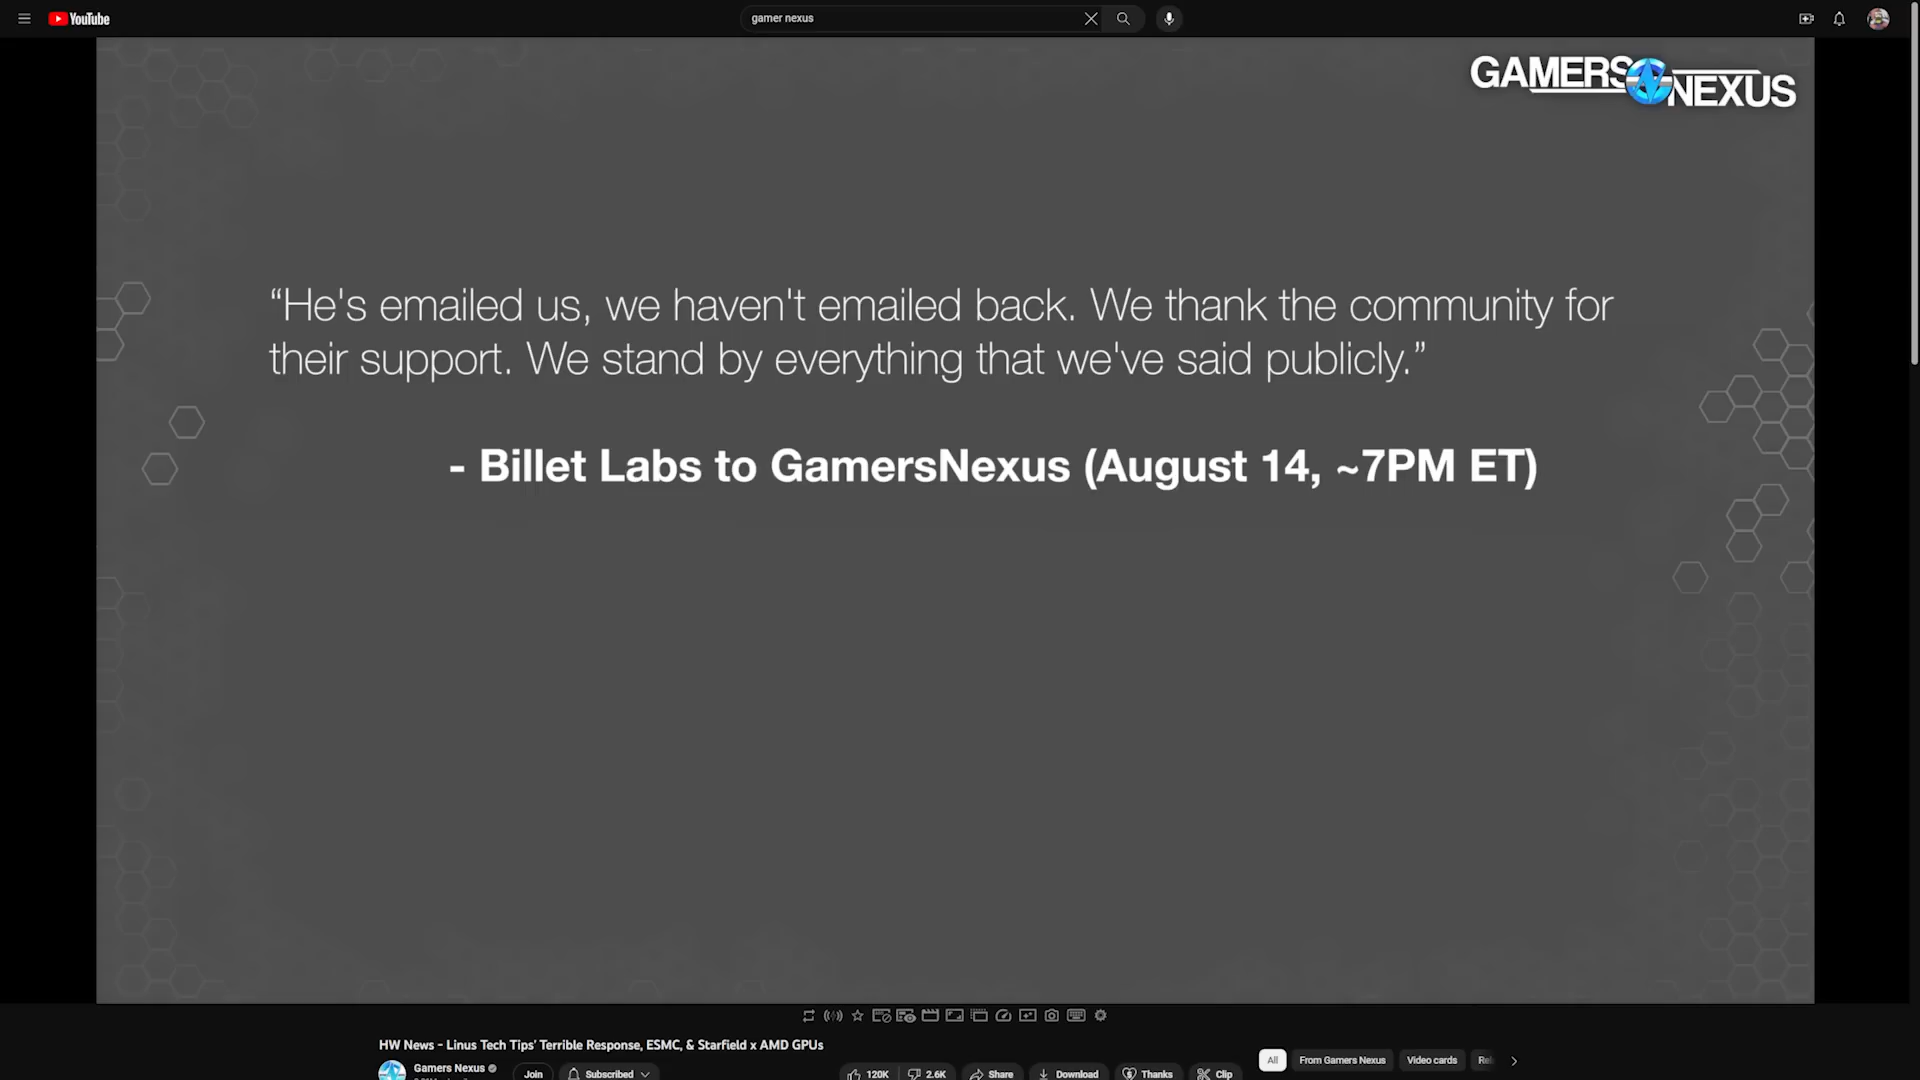 YouTube
gamer nexus
GAMERS NEXUS
“He's emailed us, we haven't emailed back. We thank the community for
their support. We stand by everything that we've said publicly.”
- Billet Labs to GamersNexus (August 14, ~7PM ET)
HW News - Linus Tech Tips' Terrible Response, ESMC, & Starfield x AMD GPUs
Gamers Nexus
Join
Subscribed
120K
2.6K
Share
Download
Thanks
Clip
All
From Gamers Nexus
Video cards